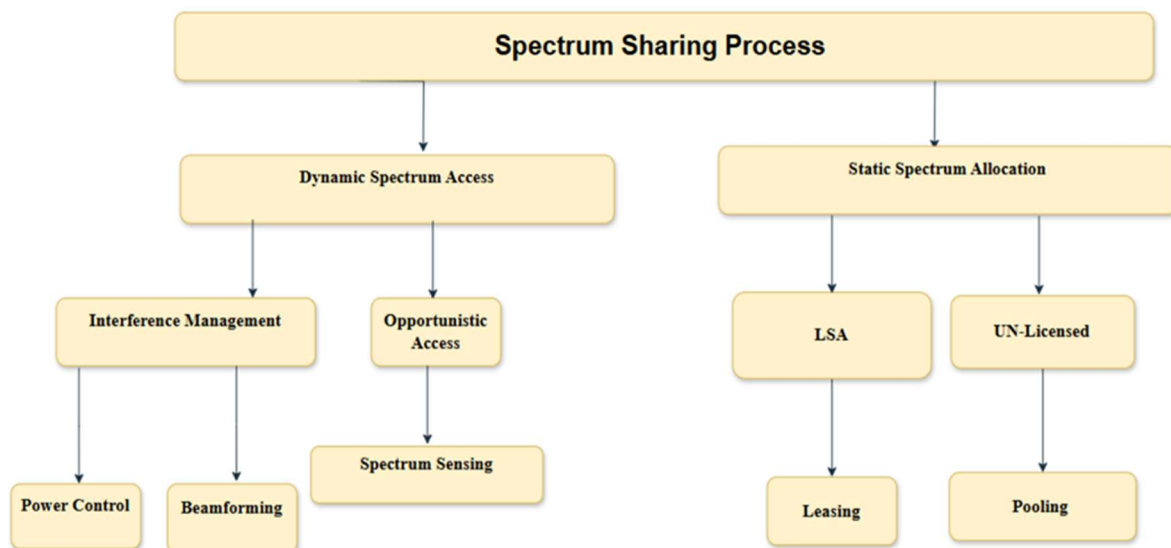 Spectrum Sharing Process
Dynamic Spectrum Access
Static Spectrum Allocation
Interference Management
Opportunistic
Access
LSA
UN-Licensed
Power Control
Beamforming
Spectrum Sensing
Leasing
Pooling